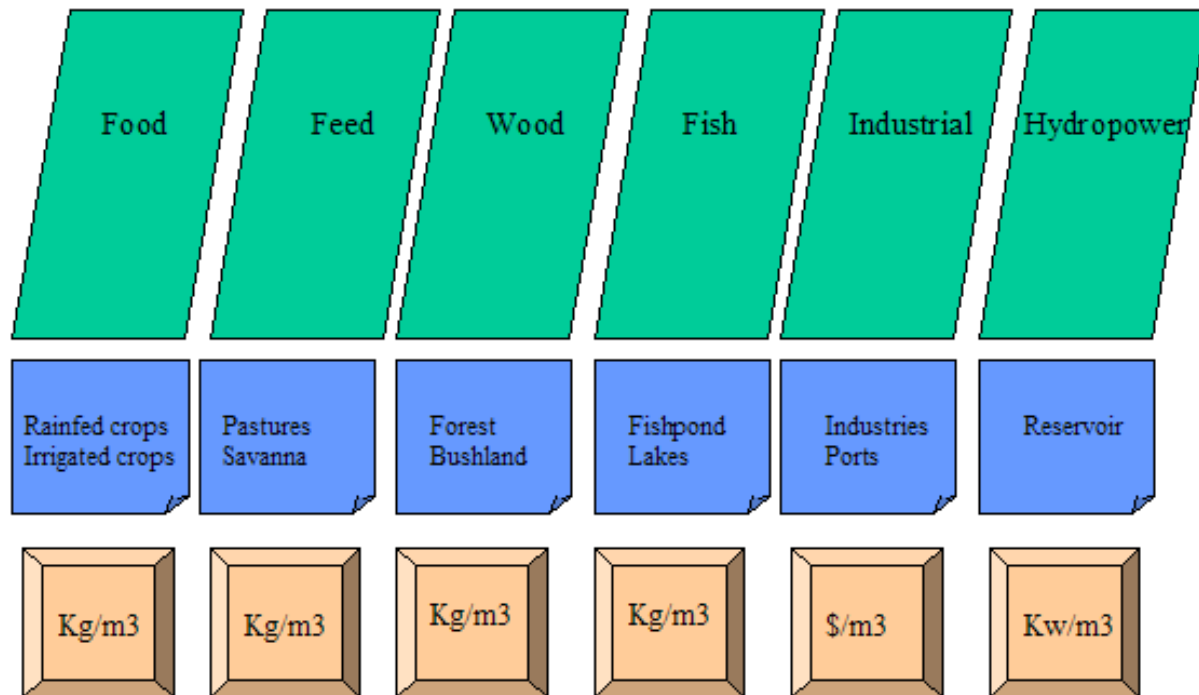 Food
Feed
Wood
Fish
Industrial
Hydropower
Rainfed crops
Irrigated crops
Pastures
Savanna
Forest
Bushland
Fishpond
Lakes
Industries
Ports
Reservoir
Kg/m3
Kg/m3
Kg/m3
Kg/m3
$/m3
Kw/m3